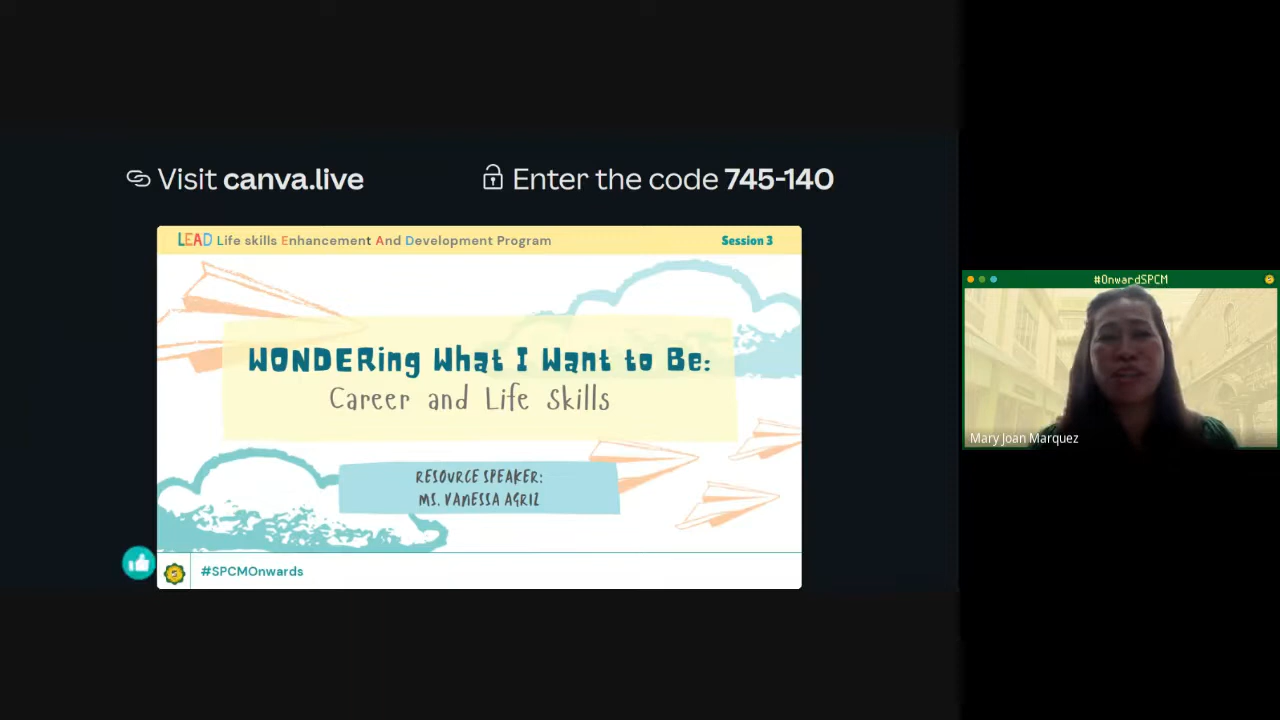 Visit canva.live
Enter the code 745-140
LEAD Life skills Enhancement And Development Program
Session 3
WONDERing What I Want to Be:
Career and Life Skills
RESOURCE SPEAKER:
MS. VANESSA AGRIZ
#SPCMOnwards
#OnwardSPCM
Mary Joan Marquez